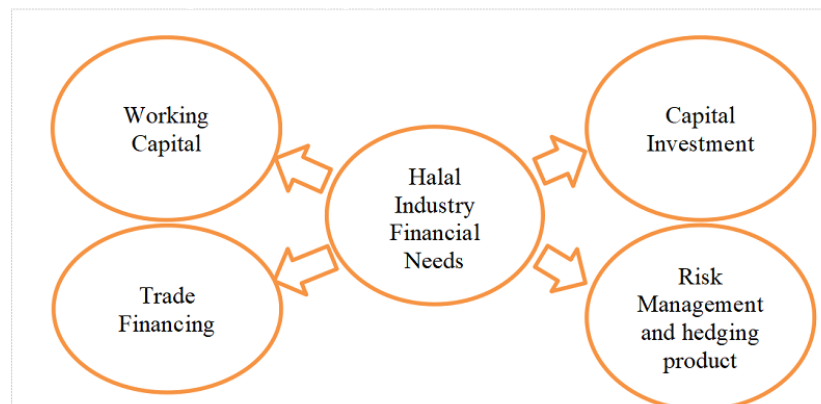 Working
Capital
Capital
Investment
Halal
Industry
Financial
Needs
Trade
Financing
Risk
Management
and hedging
product